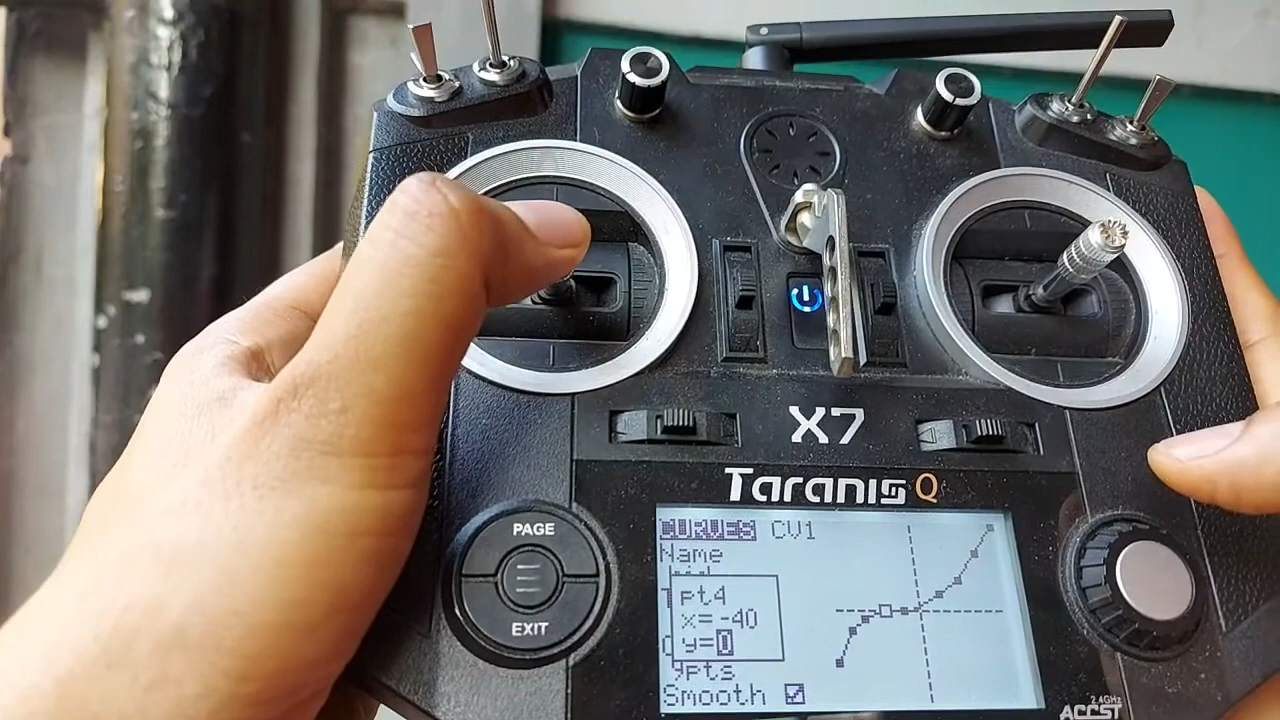 X7
Taranis Q
PAGE
EXIT
CURVES CV1
Name
pt4
x=-40
y=0
9pts
Smooth
2.4GHz
ACCST